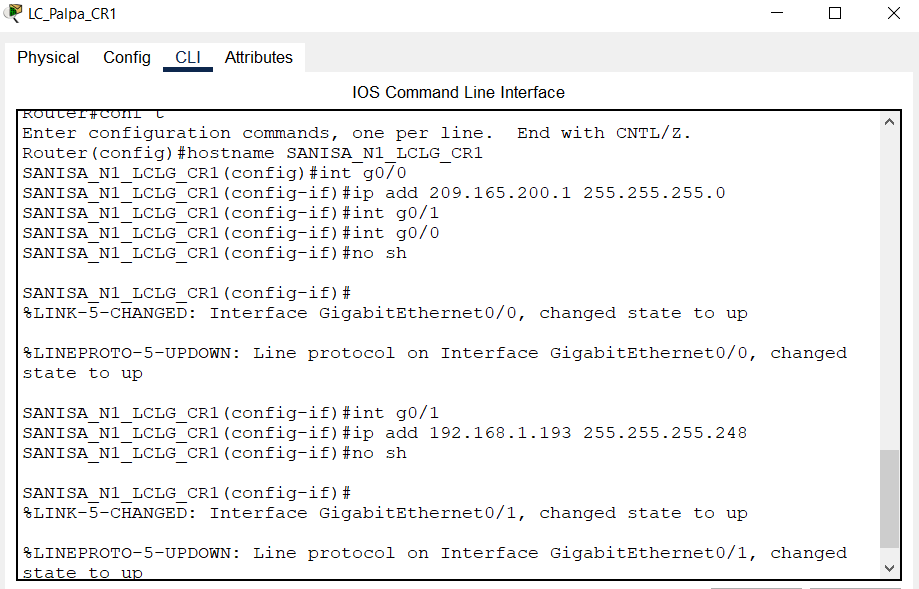 LC_Palpa_CR1
Physical Config CLI Attributes
IOS Command Line Interface
Router#conf t
Enter configuration commands, one per line.  End with CNTL/Z.
Router(config)#hostname SANISA_N1_LCLG_CR1
SANISA_N1_LCLG_CR1(config)#int g0/0
SANISA_N1_LCLG_CR1(config-if)#ip add 209.165.200.1 255.255.255.0
SANISA_N1_LCLG_CR1(config-if)#int g0/1
SANISA_N1_LCLG_CR1(config-if)#int g0/0
SANISA_N1_LCLG_CR1(config-if)#no sh
SANISA_N1_LCLG_CR1(config-if)#
%LINK-5-CHANGED: Interface GigabitEthernet0/0, changed state to up
%LINEPROTO-5-UPDOWN: Line protocol on Interface GigabitEthernet0/0, changed
state to up
SANISA_N1_LCLG_CR1(config-if)#int g0/1
SANISA_N1_LCLG_CR1(config-if)#ip add 192.168.1.193 255.255.255.248
SANISA_N1_LCLG_CR1(config-if)#no sh
SANISA_N1_LCLG_CR1(config-if)#
%LINK-5-CHANGED: Interface GigabitEthernet0/1, changed state to up
%LINEPROTO-5-UPDOWN: Line protocol on Interface GigabitEthernet0/1, changed
state to up